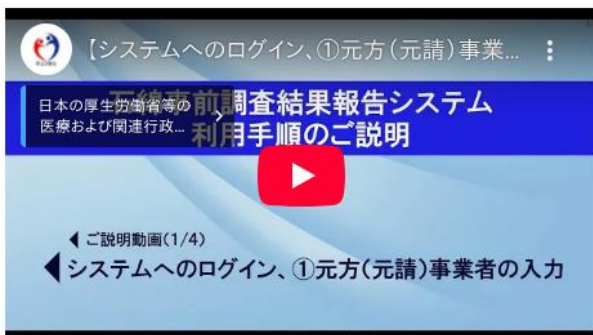 【システムへのログイン、①元方(元請)事業...
日本の厚生労働省等の
医療および関連行政...
前調査結果報告システム
利用手順のご説明
ご説明動画(1/4)
システムへのログイン、①元方(元請)事業者の入力